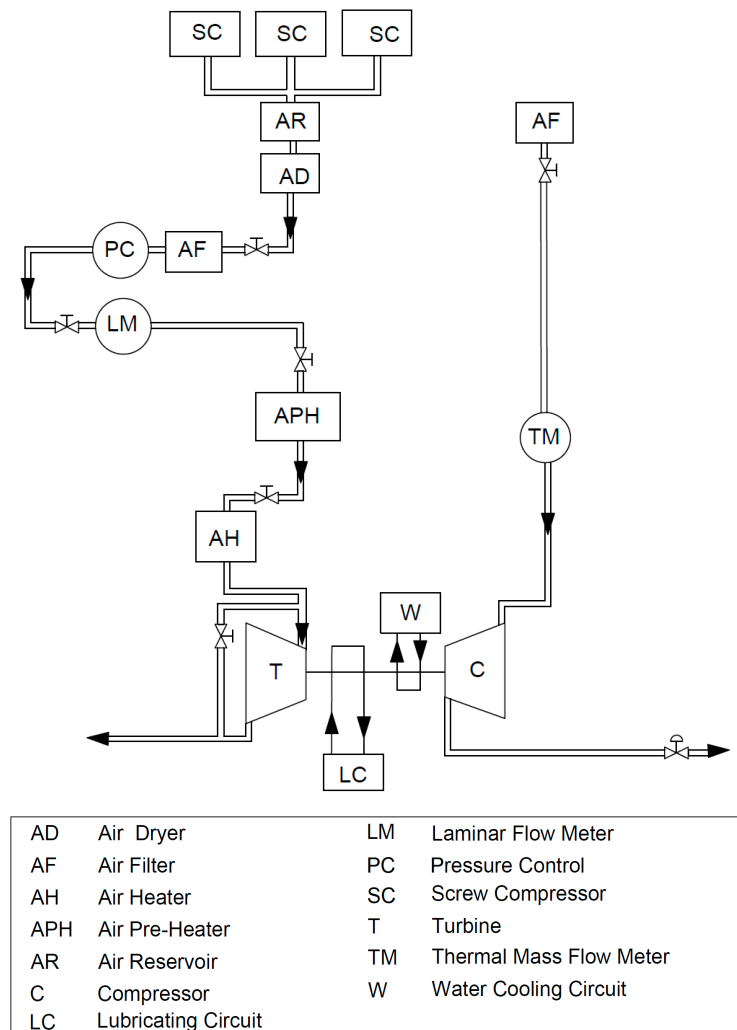 SC SC SC
AR
AF
AD
PC AF
LM
APH
TM
AH
W
T
C
LC
AD Air Dryer
AF Air Filter
AH Air Heater
APH Air Pre-Heater
AR Air Reservoir
C Compressor
LC Lubricating Circuit
LM Laminar Flow Meter
PC Pressure Control
SC Screw Compressor
T Turbine
TM Thermal Mass Flow Meter
W Water Cooling Circuit